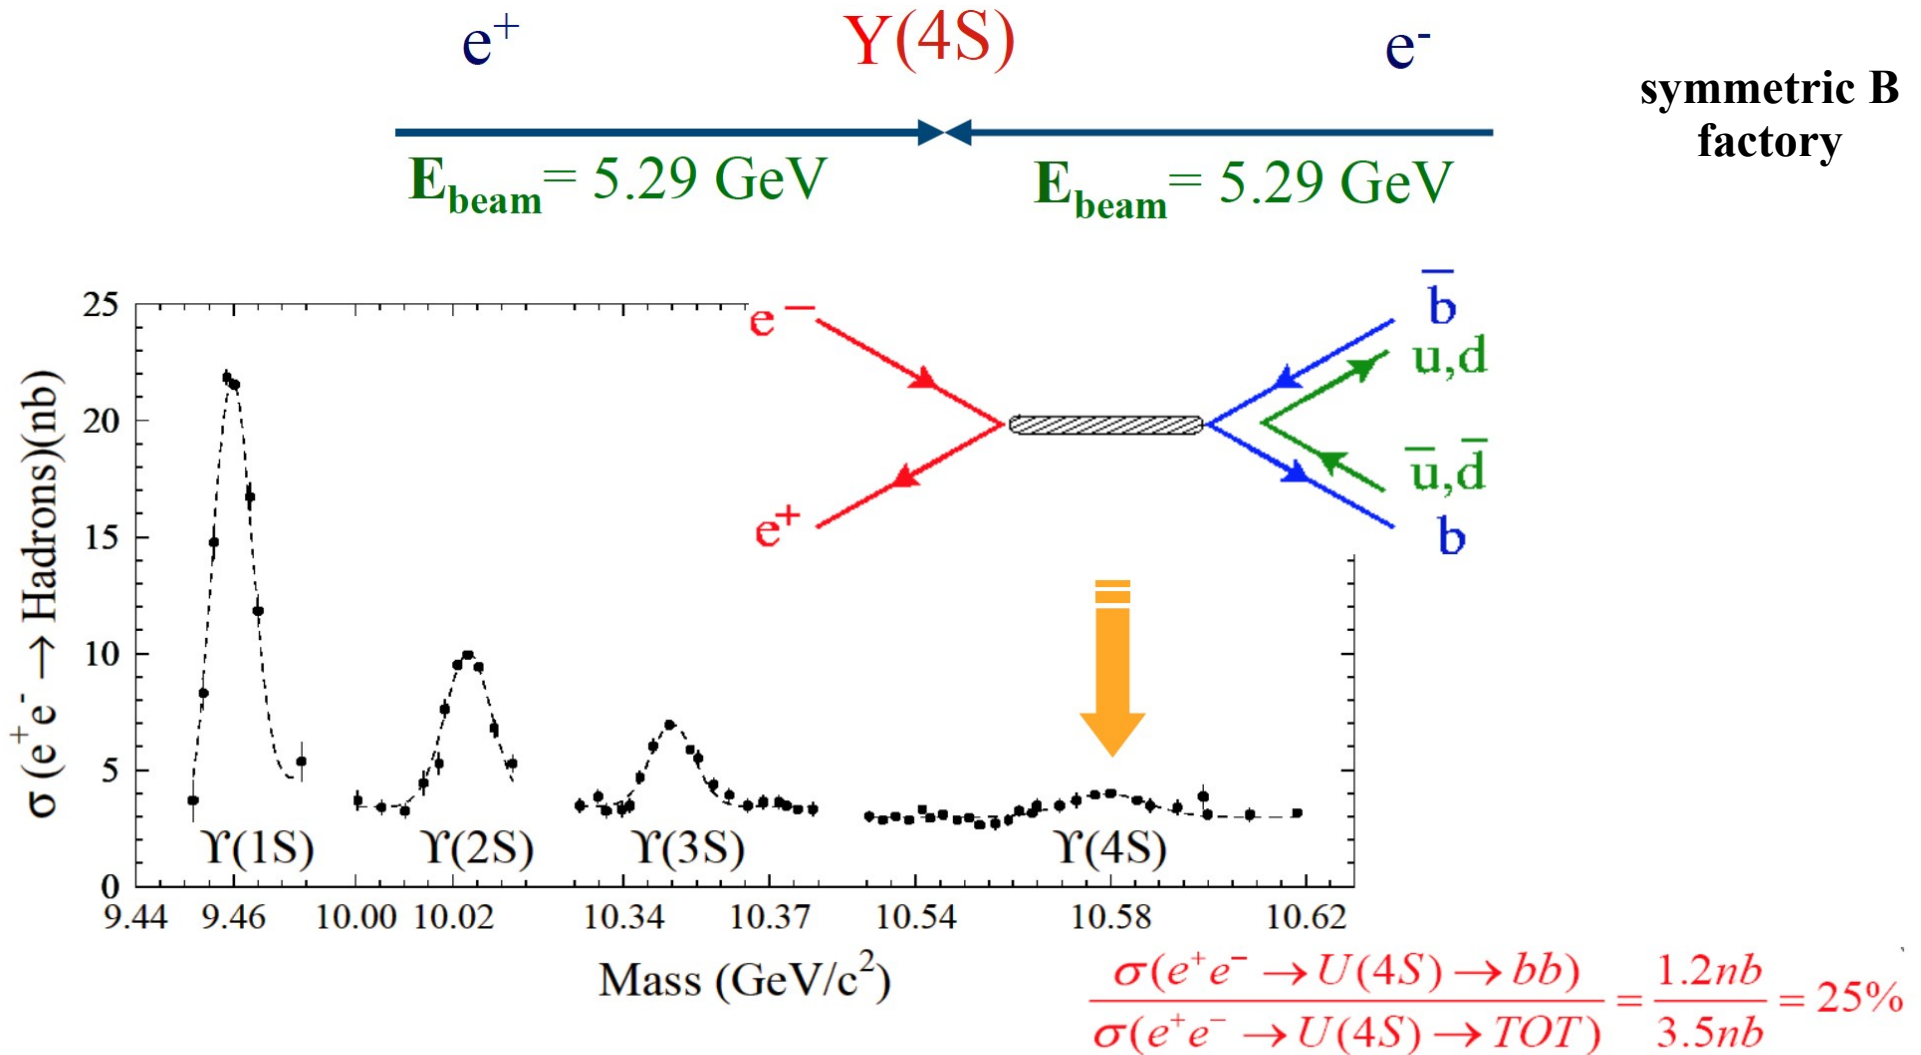 e⁺ Υ(4S) e⁻
symmetric B
factory
E_beam = 5.29 GeV E_beam = 5.29 GeV
σ (e⁺e⁻ → Hadrons)(nb)
25
20
15
10
5
0
e⁻
e⁺
b̅
u,d
u̅,d̅
b
ϒ(1S) ϒ(2S) ϒ(3S) ϒ(4S)
9.44 9.46 10.00 10.02 10.34 10.37 10.54 10.58 10.62
Mass (GeV/c²)
σ(e⁺e⁻ → U(4S) → bb) / σ(e⁺e⁻ → U(4S) → TOT) = 1.2nb / 3.5nb = 25%